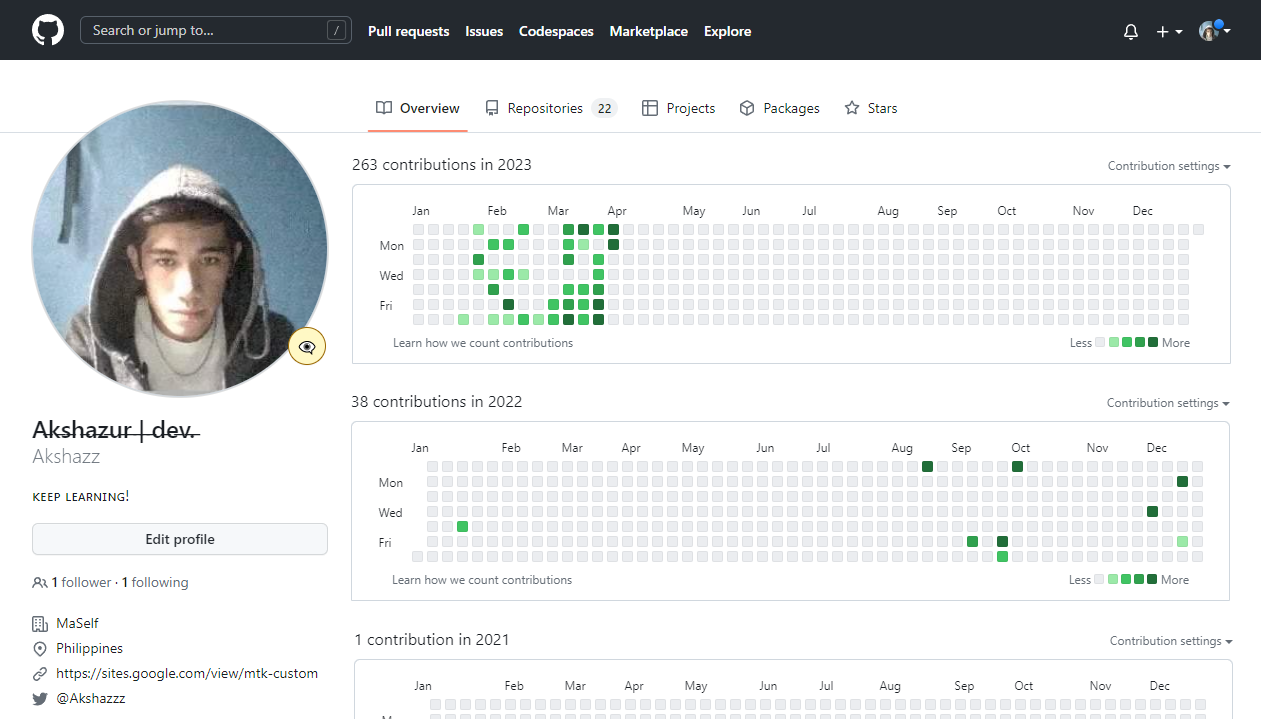 Search or jump to... /
Pull requests Issues Codespaces Marketplace Explore
Overview Repositories 22 Projects Packages Stars
263 contributions in 2023
Contribution settings
Jan Feb Mar Apr May Jun Jul Aug Sep Oct Nov Dec
Mon
Wed
Fri
Learn how we count contributions
Less More
Akshazur | dev.
Akshazz
ᴋᴇᴇᴘ ʟᴇᴀʀɴɪɴɢ!
Edit profile
1 follower · 1 following
MaSelf
Philippines
https://sites.google.com/view/mtk-custom
@Akshazzz
38 contributions in 2022
Contribution settings
Jan Feb Mar Apr May Jun Jul Aug Sep Oct Nov Dec
Mon
Wed
Fri
Learn how we count contributions
Less More
1 contribution in 2021
Contribution settings
Jan Feb Mar Apr May Jun Jul Aug Sep Oct Nov Dec